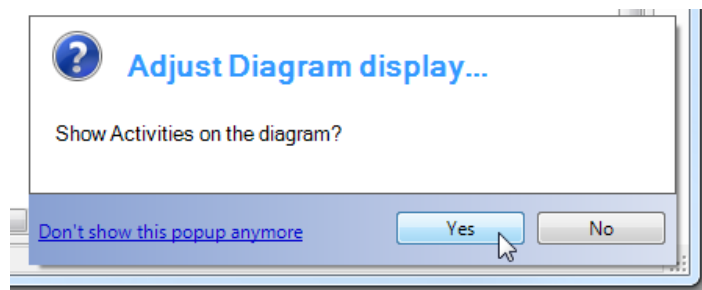 Adjust Diagram display...
Show Activities on the diagram?
Don't show this popup anymore
Yes
No